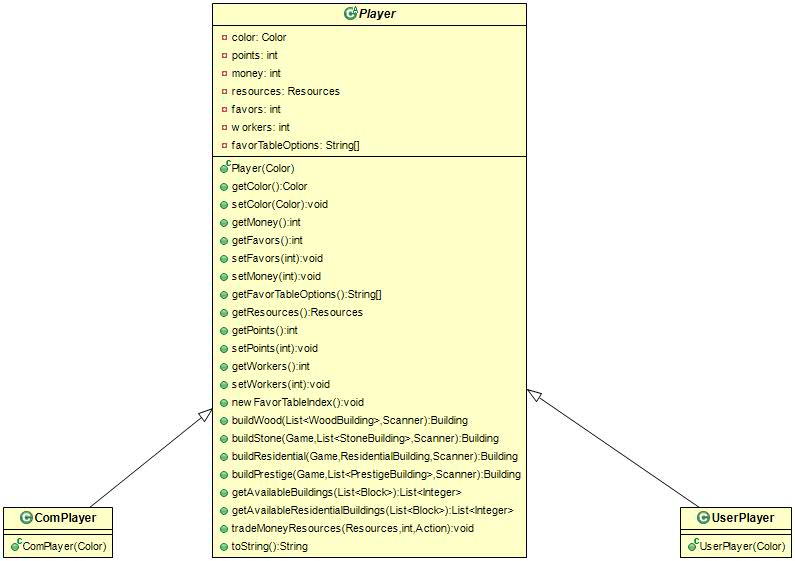 Player
color: Color
points: int
money: int
resources: Resources
favors: int
workers: int
favorTableOptions: String[]
Player(Color)
getColor():Color
setColor(Color):void
getMoney():int
getFavors():int
setFavors(int):void
setMoney(int):void
getFavorTableOptions():String[]
getResources():Resources
getPoints():int
setPoints(int):void
getWorkers():int
setWorkers(int):void
newFavorTableIndex():void
buildWood(List<WoodBuilding>,Scanner):Building
buildStone(Game,List<StoneBuilding>,Scanner):Building
buildResidential(Game,ResidentialBuilding,Scanner):Building
buildPrestige(Game,List<PrestigeBuilding>,Scanner):Building
getAvailableBuildings(List<Block>):List<Integer>
getAvailableResidentialBuildings(List<Block>):List<Integer>
tradeMoneyResources(Resources,int,Action):void
toString():String
ComPlayer
ComPlayer(Color)
UserPlayer
UserPlayer(Color)